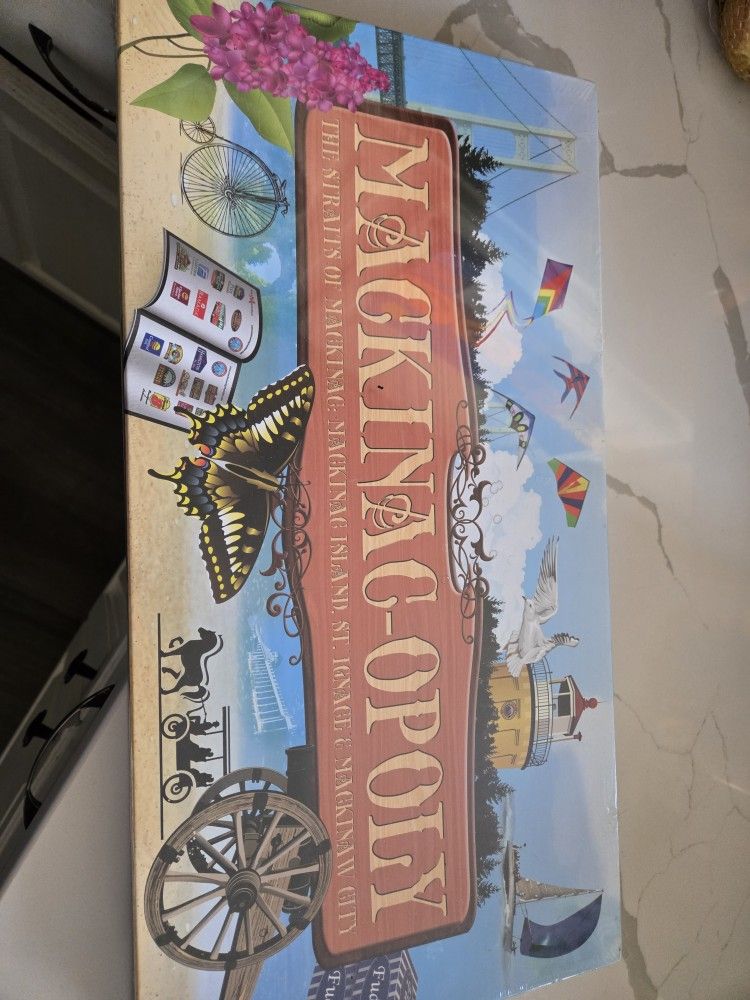 MACKINAC-OPOLY
THE STRAITS OF MACKINAC: MACKINAC ISLAND, ST. IGNACE & MACKINAW CITY